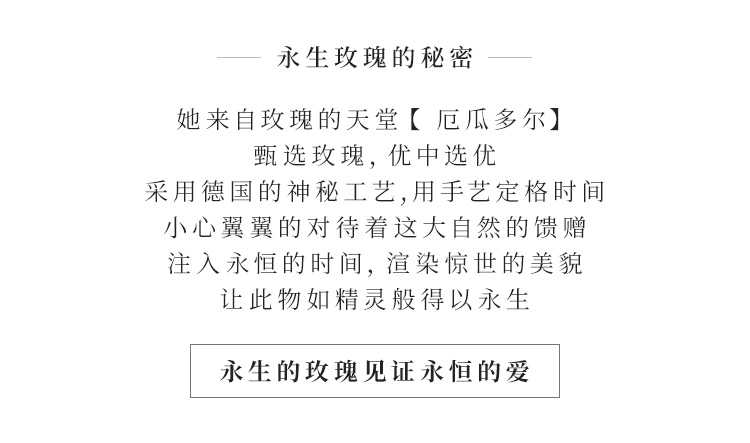 永生玫瑰的秘密
她来自玫瑰的天堂【 厄瓜多尔】
甄选玫瑰, 优中选优
采用德国的神秘工艺,用手艺定格时间
小心翼翼的对待着这大自然的馈赠
注入永恒的时间, 渲染惊世的美貌
让此物如精灵般得以永生
永生的玫瑰见证永恒的爱